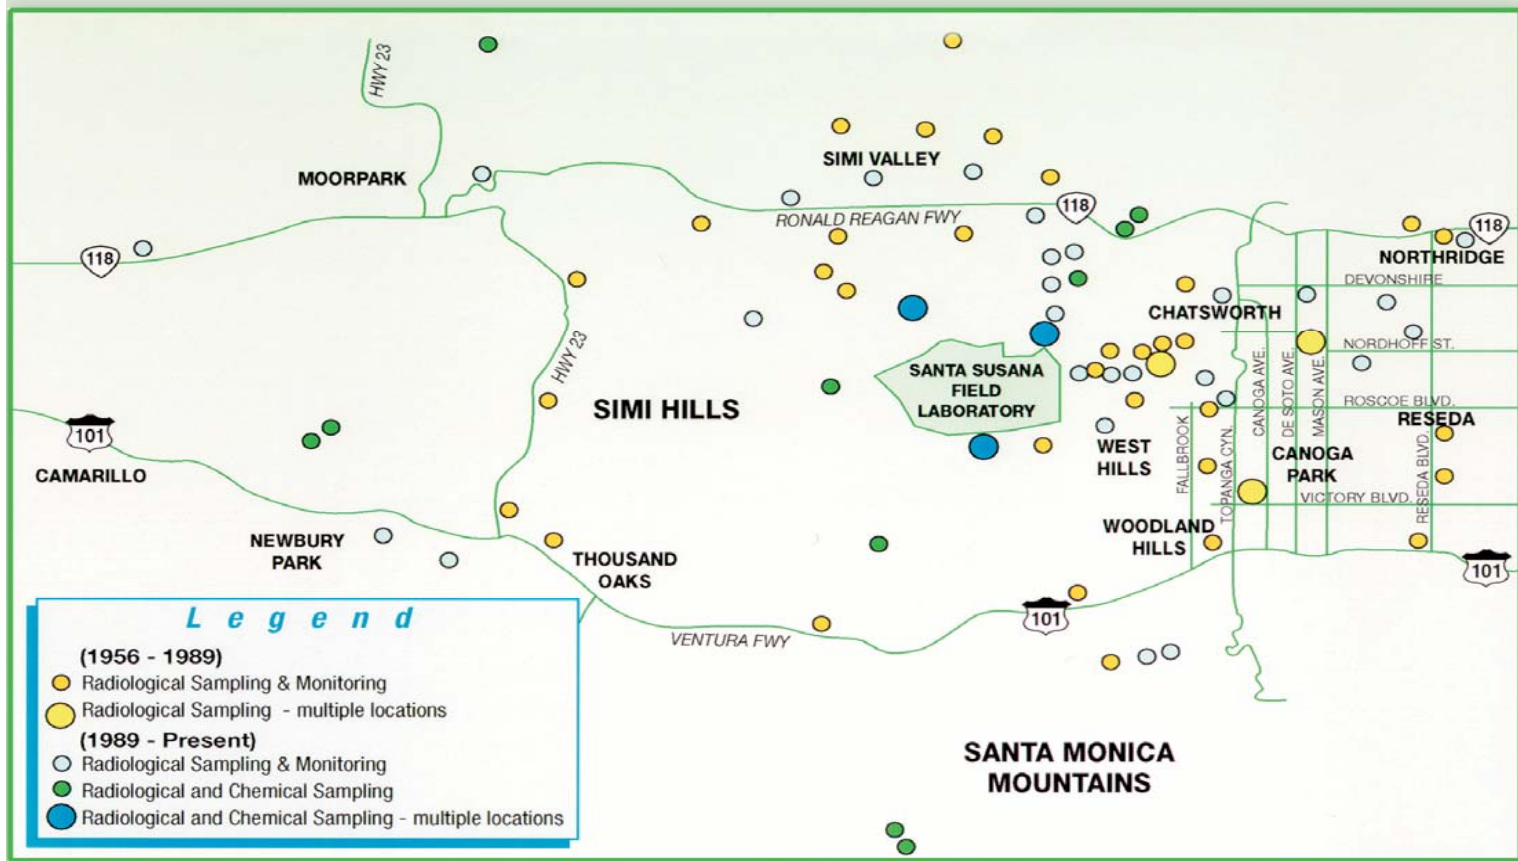 HWY 23
MOORPARK
SIMI VALLEY
RONALD REAGAN FWY
118
118
118
NORTHRIDGE
DEVONSHIRE
CHATSWORTH
NORDHOFF ST.
HWY 23
SANTA SUSANA
FIELD
LABORATORY
SIMI HILLS
CANOGA AVE.
DE SOTO AVE.
MASON AVE.
ROSCOE BLVD.
RESEDA
101
CAMARILLO
WEST
HILLS
FALLBROOK
TOPANGA CYN.
CANOGA
PARK
RESEDA BLVD.
VICTORY BLVD.
NEWBURY
PARK
THOUSAND
OAKS
WOODLAND
HILLS
101
101
VENTURA FWY
SANTA MONICA
MOUNTAINS
Legend
(1956 - 1989)
Radiological Sampling & Monitoring
Radiological Sampling - multiple locations
(1989 - Present)
Radiological Sampling & Monitoring
Radiological and Chemical Sampling
Radiological and Chemical Sampling - multiple locations